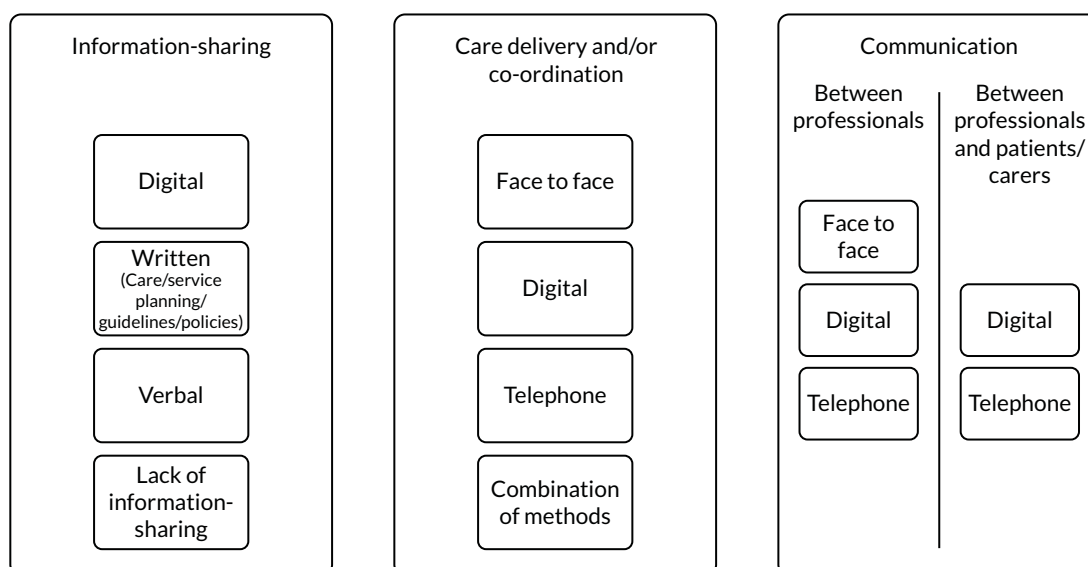 Information-sharing
Digital
Written
(Care/service
planning/
guidelines/policies)
Verbal
Lack of
information-
sharing
Care delivery and/or
co-ordination
Face to face
Digital
Telephone
Combination
of methods
Communication
Between
professionals
Face to
face
Digital
Telephone
Between
professionals
and patients/
carers
Digital
Telephone